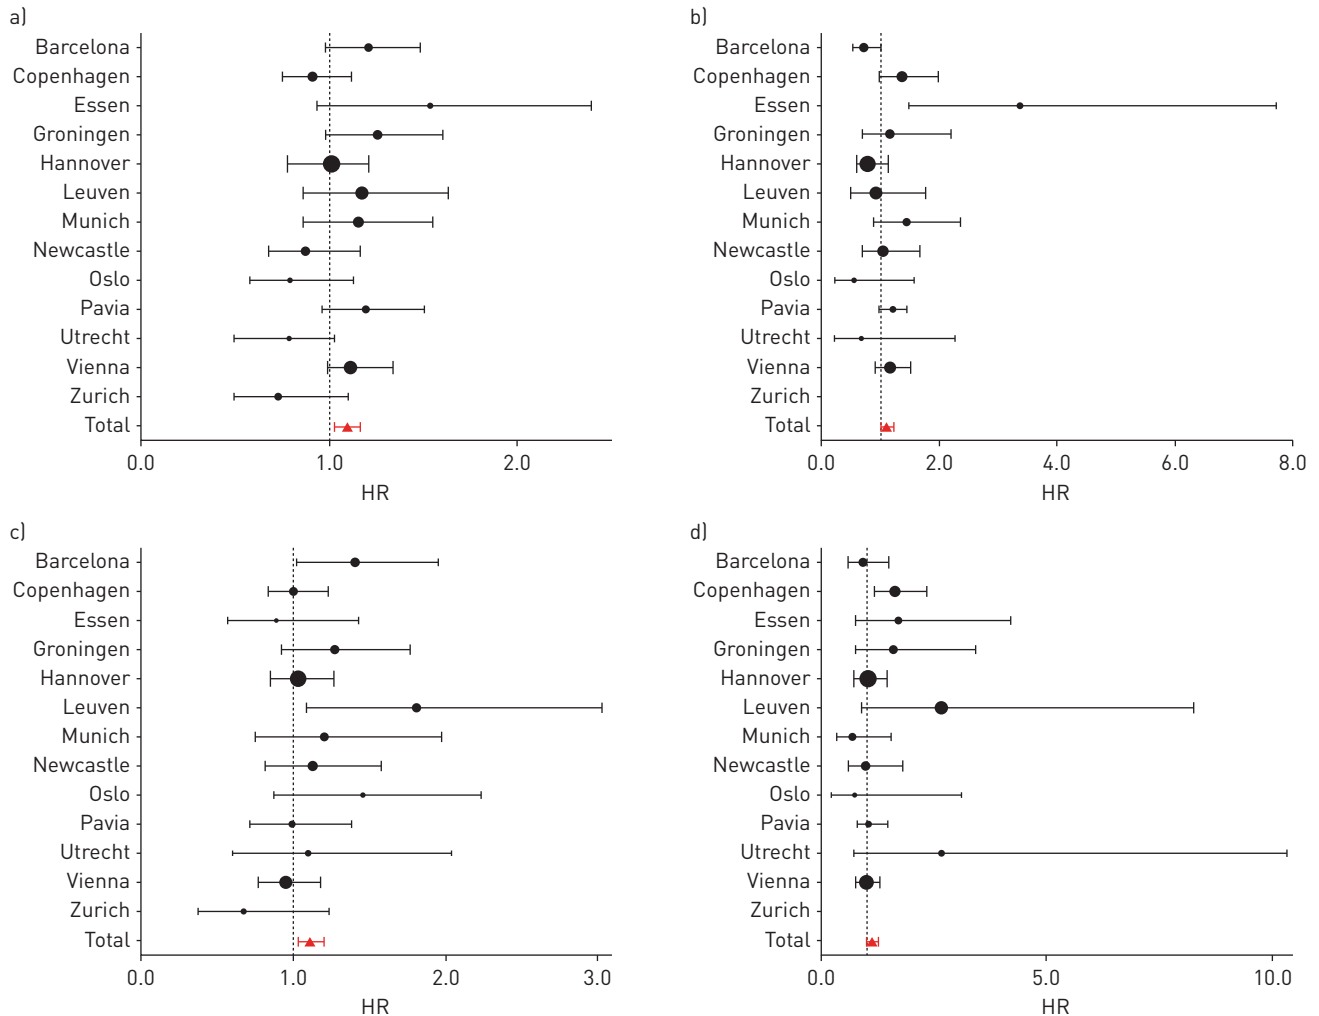 a)
Barcelona
Copenhagen
Essen
Groningen
Hannover
Leuven
Munich
Newcastle
Oslo
Pavia
Utrecht
Vienna
Zurich
Total
0.0 1.0 2.0
HR
b)
Barcelona
Copenhagen
Essen
Groningen
Hannover
Leuven
Munich
Newcastle
Oslo
Pavia
Utrecht
Vienna
Zurich
Total
0.0 2.0 4.0 6.0 8.0
HR
c)
Barcelona
Copenhagen
Essen
Groningen
Hannover
Leuven
Munich
Newcastle
Oslo
Pavia
Utrecht
Vienna
Zurich
Total
0.0 1.0 2.0 3.0
HR
d)
Barcelona
Copenhagen
Essen
Groningen
Hannover
Leuven
Munich
Newcastle
Oslo
Pavia
Utrecht
Vienna
Zurich
Total
0.0 5.0 10.0
HR